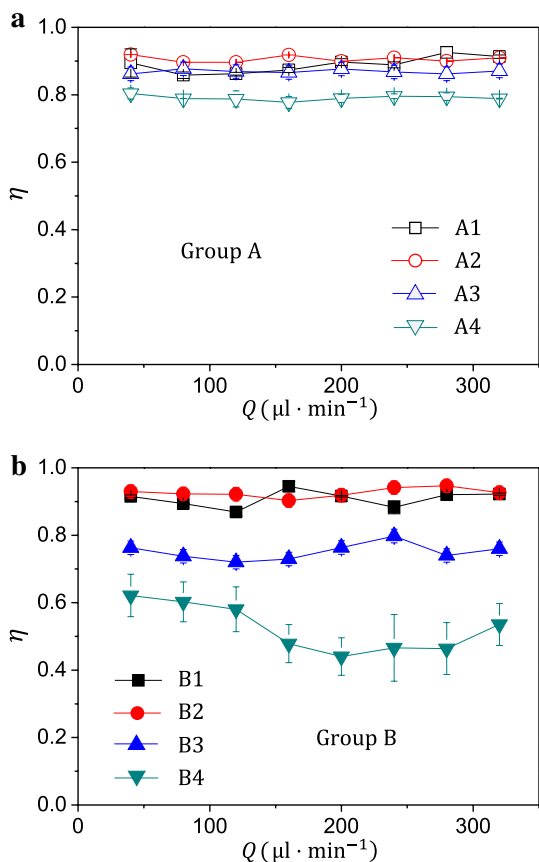 a
1.0
0.8
0.6
0.4
0.2
0.0
η
Group A
A1
A2
A3
A4
0 100 200 300
Q (μl · min⁻¹)
b
1.0
0.8
0.6
0.4
0.2
0.0
η
B1
B2
B3
B4
Group B
0 100 200 300
Q (μl · min⁻¹)